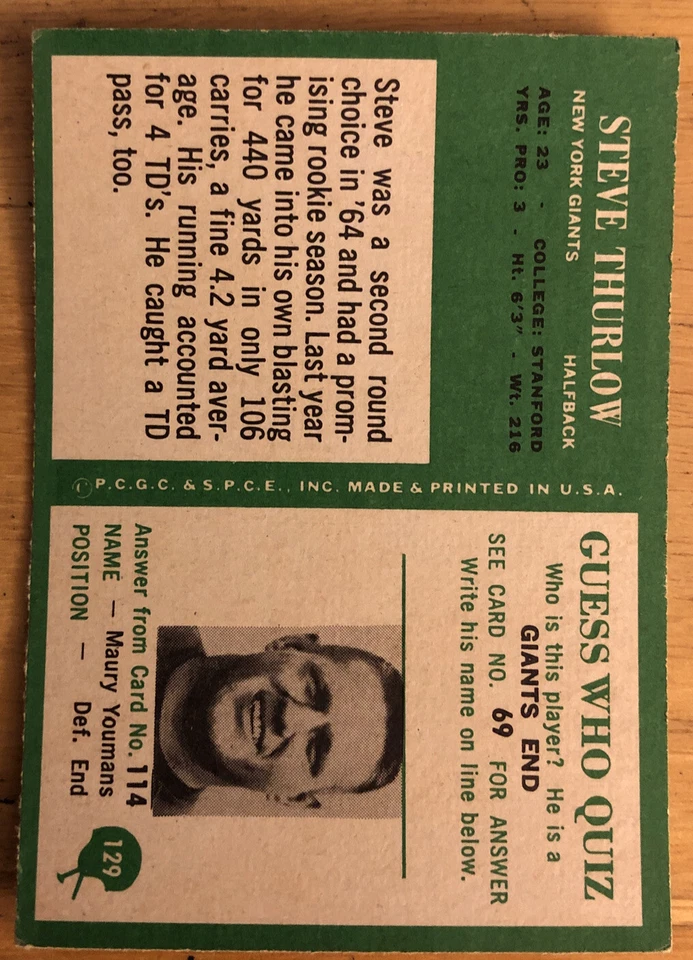 STEVE THURLOW
NEW YORK GIANTS HALFBACK
AGE: 23 - COLLEGE: STANFORD
YRS. PRO: 3 - Ht. 6'3" - Wt. 216
Steve was a second round
choice in '64 and had a prom-
ising rookie season. Last year
he came into his own blasting
for 440 yards in only 106
carries, a fine 4.2 yard aver-
age. His running accounted
for 4 TD's. He caught a TD
pass, too.
© P.C.G.C. & S.P.C.E., INC. MADE & PRINTED IN U.S.A.
GUESS WHO QUIZ
Who is this player? He is a
GIANTS END
SEE CARD NO. 69 FOR ANSWER
Write his name on line below.
Answer from Card No. 114
NAME — Maury Youmans
POSITION — Def. End
129